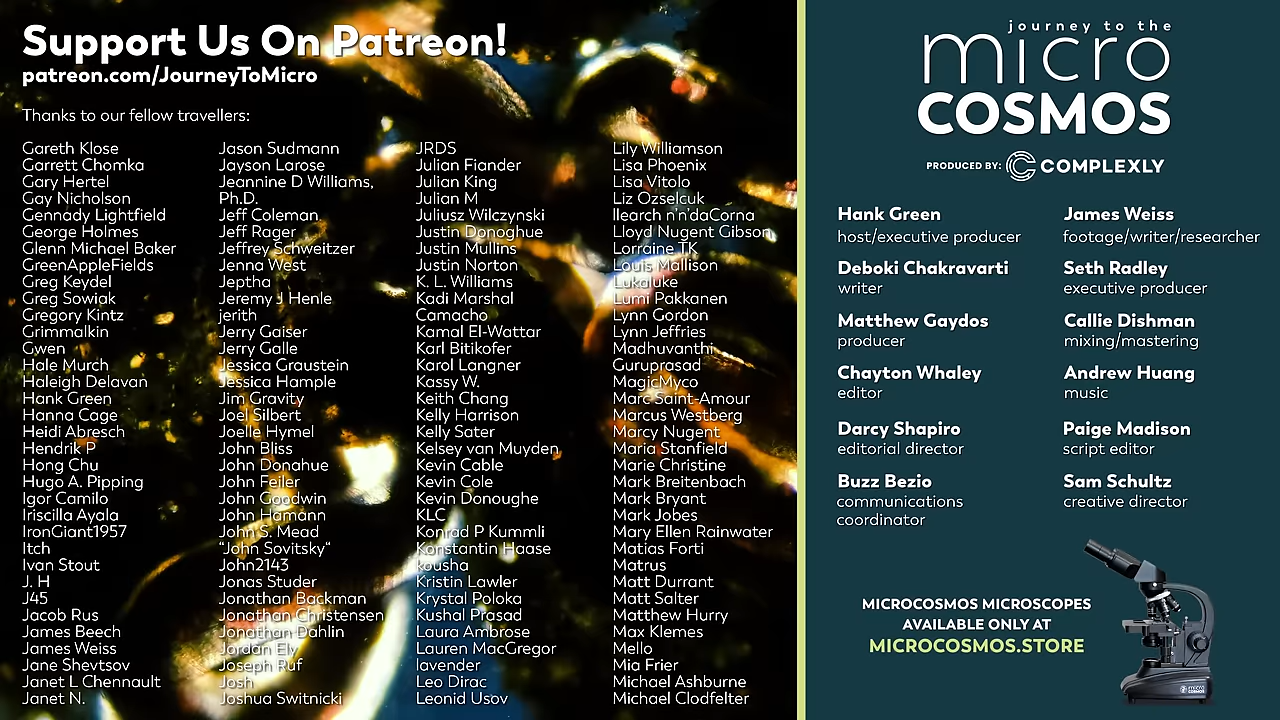 Support Us On Patreon!
patreon.com/JourneyToMicro
Thanks to our fellow travellers:
Gareth Klose
Garrett Chomka
Gary Hertel
Gay Nicholson
Gennady Lightfield
George Holmes
Glenn Michael Baker
GreenAppleFields
Greg Keydel
Greg Sowiak
Gregory Kintz
Grimmalkin
Gwen
Hale Murch
Haleigh Delavan
Hank Green
Hanna Cage
Heidi Abresch
Hendrik P
Hong Chu
Hugo A. Pipping
Igor Camilo
Iriscilla Ayala
IronGiant1957
Itch
Ivan Stout
J. H
J45
Jacob Rus
James Beech
James Weiss
Jane Shevtsov
Janet L Chennault
Janet N.
Jason Sudmann
Jayson Larose
Jeannine D Williams,
Ph.D.
Jeff Coleman
Jeff Rager
Jeffrey Schweitzer
Jenna West
Jeptha
Jeremy J Henle
jerith
Jerry Gaiser
Jerry Galle
Jessica Graustein
Jessica Hample
Jim Gravity
Joel Silbert
Joelle Hymel
John Bliss
John Donahue
John Feiler
John Goodwin
John Hamann
John S. Mead
"John Sovitsky"
John2143
Jonas Studer
Jonathan Backman
Jonathan Christensen
Jonathan Dahlin
Jordan Ely
Joseph Ruf
Josh
Joshua Switnicki
JRDS
Julian Fiander
Julian King
Julian M
Juliusz Wilczynski
Justin Donoghue
Justin Mullins
Justin Norton
K. L. Williams
Kadi Marshal
Camacho
Kamal El-Wattar
Karl Bitikofer
Karol Langner
Kassy W.
Keith Chang
Kelly Harrison
Kelly Sater
Kelsey van Muyden
Kevin Cable
Kevin Cole
Kevin Donoughe
KLC
Konrad P Kummli
Konstantin Haase
kousha
Kristin Lawler
Krystal Poloka
Kushal Prasad
Laura Ambrose
Lauren MacGregor
lavender
Leo Dirac
Leonid Usov
Lily Williamson
Lisa Phoenix
Lisa Vitolo
Liz Ozselcuk
llearch n'n'daCorna
Lloyd Nugent Gibson
Lorraine TK
Louis Mallison
Lukaluke
Lumi Pakkanen
Lynn Gordon
Lynn Jeffries
Madhuvanthi
Guruprasad
MagicMyco
Marc Saint-Amour
Marcus Westberg
Marcy Nugent
Maria Stanfield
Marie Christine
Mark Breitenbach
Mark Bryant
Mark Jobes
Mary Ellen Rainwater
Matias Forti
Matrus
Matt Durrant
Matt Salter
Matthew Hurry
Max Klemes
Mello
Mia Frier
Michael Ashburne
Michael Clodfelter
journey to the
micro
COSMOS
PRODUCED BY: COMPLEXLY
Hank Green
host/executive producer
Deboki Chakravarti
writer
Matthew Gaydos
producer
Chayton Whaley
editor
Darcy Shapiro
editorial director
Buzz Bezio
communications
coordinator
James Weiss
footage/writer/researcher
Seth Radley
executive producer
Callie Dishman
mixing/mastering
Andrew Huang
music
Paige Madison
script editor
Sam Schultz
creative director
MICROCOSMOS MICROSCOPES
AVAILABLE ONLY AT
MICROCOSMOS.STORE
micro
COSMOS